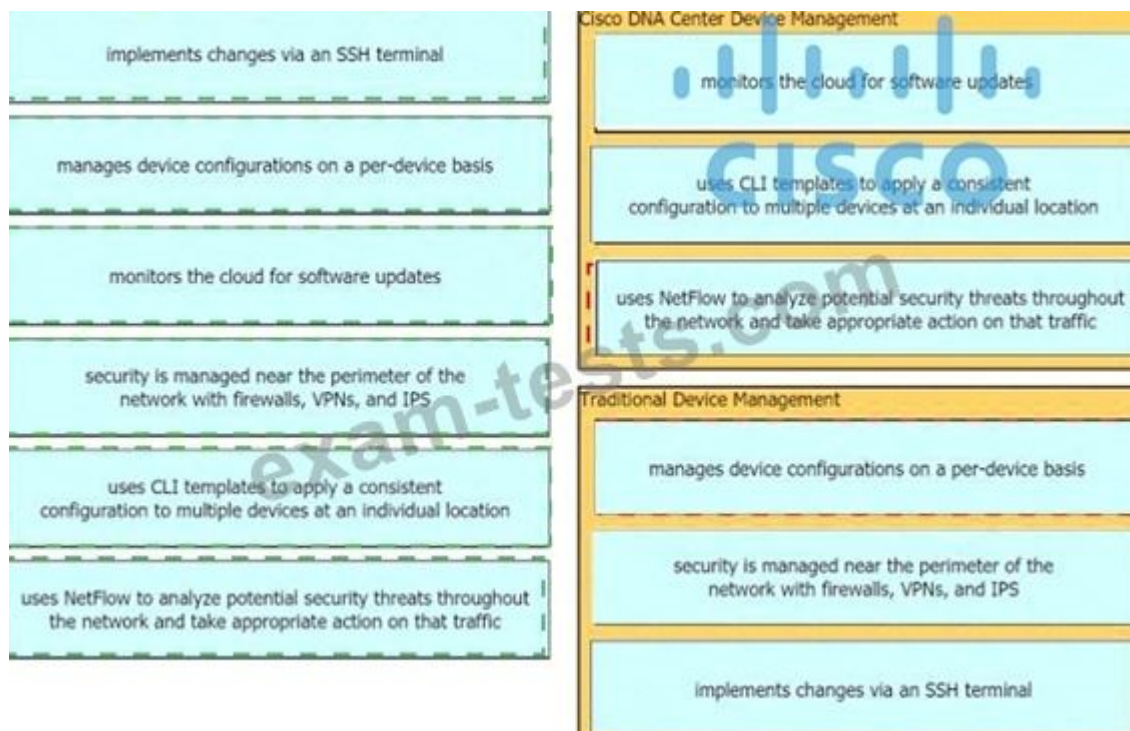 implements changes via an SSH terminal
manages device configurations on a per-device basis
monitors the cloud for software updates
security is managed near the perimeter of the
network with firewalls, VPNs, and IPS
uses CLI templates to apply a consistent
configuration to multiple devices at an individual location
uses NetFlow to analyze potential security threats throughout
the network and take appropriate action on that traffic
Cisco DNA Center Device Management
monitors the cloud for software updates
uses CLI templates to apply a consistent
configuration to multiple devices at an individual location
uses NetFlow to analyze potential security threats throughout
the network and take appropriate action on that traffic
Traditional Device Management
manages device configurations on a per-device basis
security is managed near the perimeter of the
network with firewalls, VPNs, and IPS
implements changes via an SSH terminal
CISCO
exam-tests.com